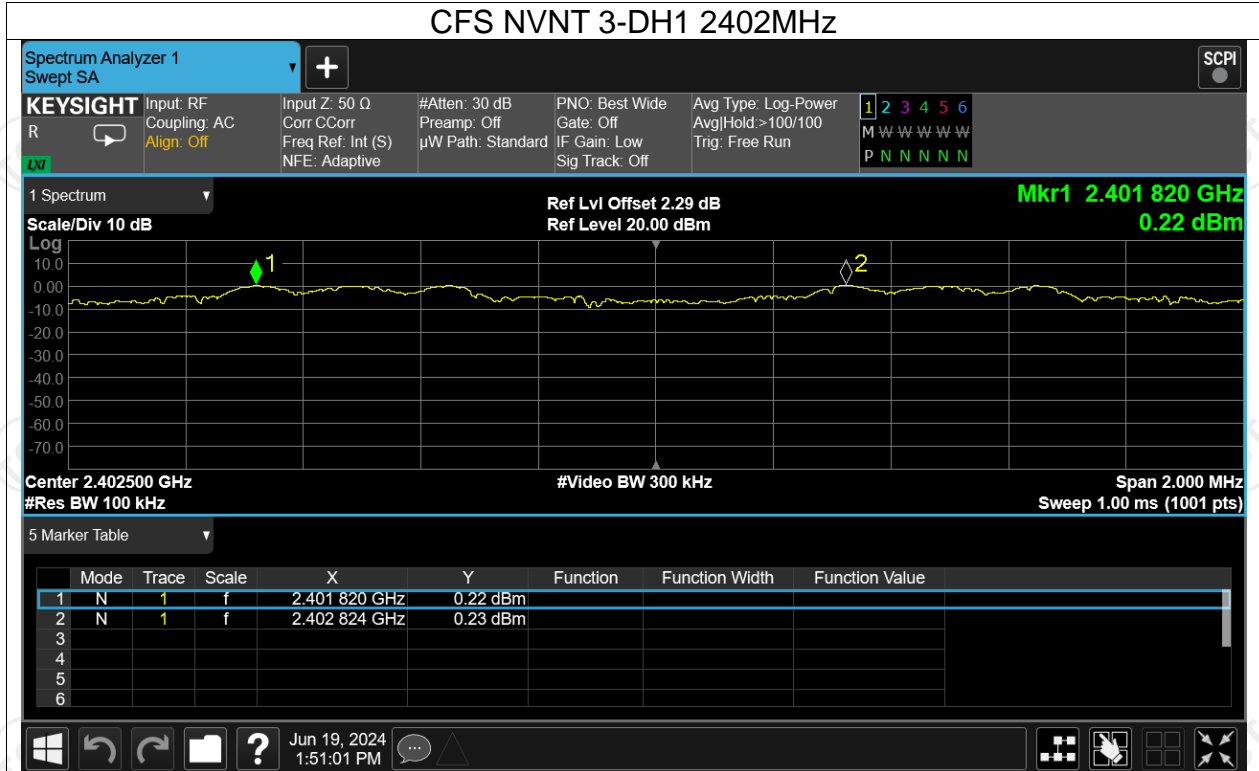 CFS NVNT 3-DH1 2402MHz
Spectrum Analyzer 1
Swept SA
SCPI
KEYSIGHT Input: RF Input Z: 50 Ω #Atten: 30 dB PNO: Best Wide Avg Type: Log-Power 1 2 3 4 5 6
R Coupling: AC Corr CCorr Preamp: Off Gate: Off Avg|Hold:>100/100 M W W W W W W
Align: Off Freq Ref: Int (S) µW Path: Standard IF Gain: Low Trig: Free Run
LXI NFE: Adaptive Sig Track: Off P N N N N N
1 Spectrum
Ref Lvl Offset 2.29 dB
Mkr1 2.401 820 GHz
Scale/Div 10 dB Ref Level 20.00 dBm 0.22 dBm
Log
10.0
0.00
-10.0
-20.0
-30.0
-40.0
-50.0
-60.0
-70.0
1
2
Center 2.402500 GHz #Video BW 300 kHz Span 2.000 MHz
#Res BW 100 kHz Sweep 1.00 ms (1001 pts)
5 Marker Table
Mode Trace Scale X Y Function Function Width Function Value
1 N 1 f 2.401 820 GHz 0.22 dBm
2 N 1 f 2.402 824 GHz 0.23 dBm
3
4
5
6
? Jun 19, 2024
1:51:01 PM